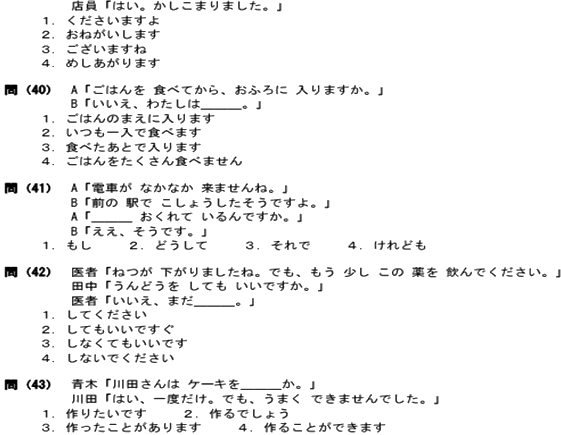 店員「はい。かしこまりました。」
1. くださいますよ
2. おねがいします
3. ございますね
4. めしあがります
問 (40) A「ごはんを 食べてから、おふろに 入りますか。」
B「いいえ、わたしは______。」
1. ごはんのまえに入ります
2. いつも一入で食べます
3. 食べたあとで入ります
4. ごはんをたくさん食べません
問 (41) A「電車が なかなか 来ませんね。」
B「前の 駅で こしょうしたそうですよ。」
A「______ おくれて いるんですか。」
B「ええ、そうです。」
1. もし 2. どうして 3. それで 4. けれども
問 (42) 医者「ねつが 下がりましたね。でも、もう 少し この 薬を 飲んでください。」
田中「うんどうを しても いいですか。」
医者「いいえ、まだ______。」
1. してください
2. してもいいですぐ
3. しなくてもいいです
4. しないでください
問 (43) 青木「川田さんは ケーキを______か。」
川田「はい、一度だけ。でも、うまく できませんでした。」
1. 作りたいです 2. 作るでしょう
3. 作ったことがあります 4. 作ることができます